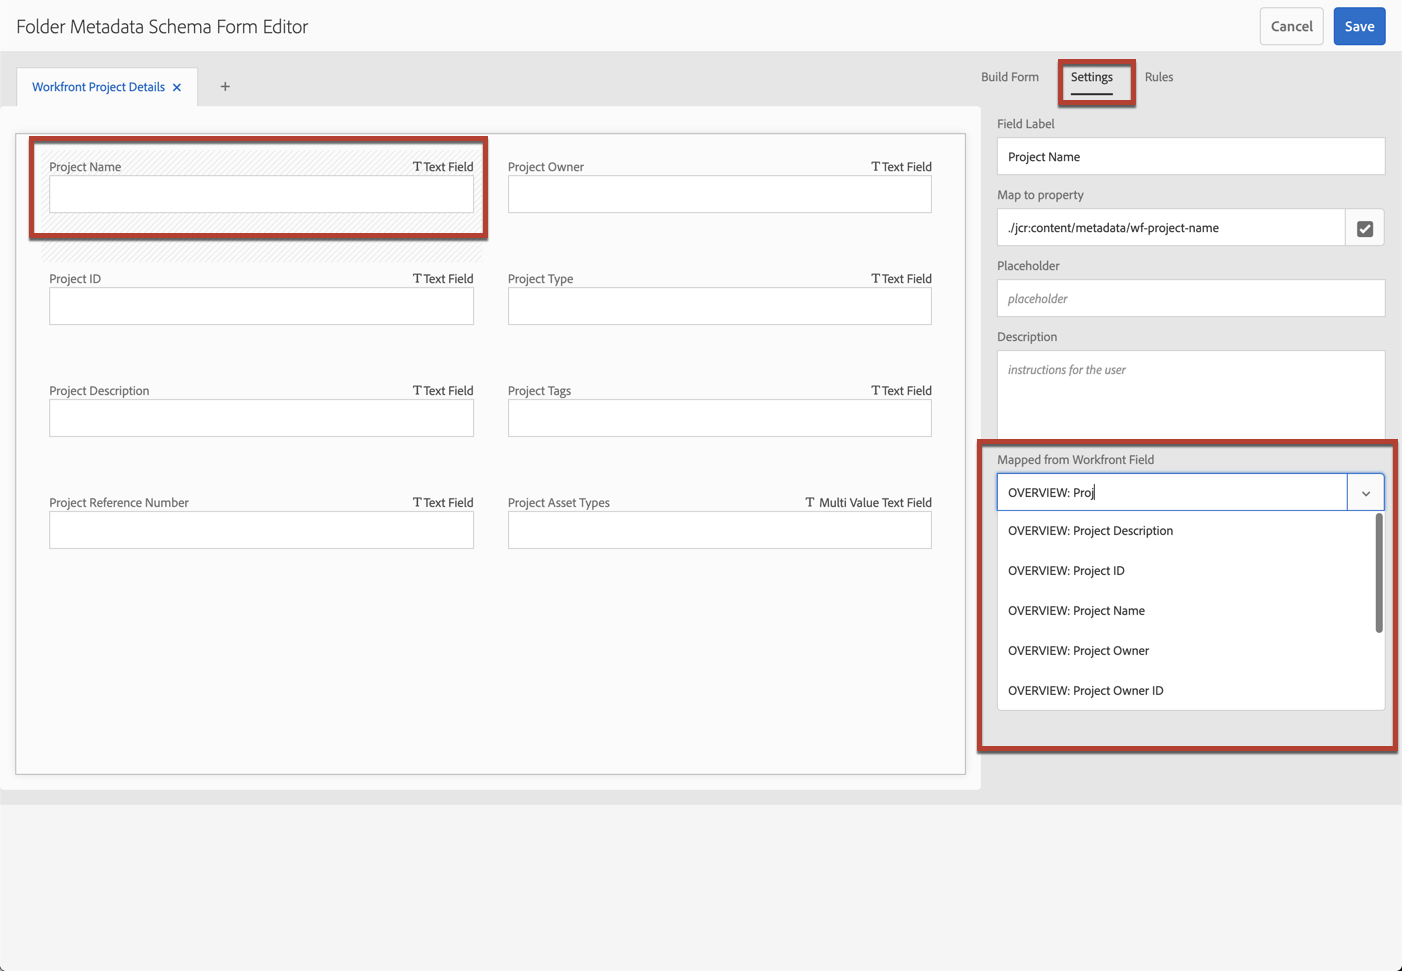 Folder Metadata Schema Form Editor
Cancel
Save
Workfront Project Details
Build Form
Settings
Rules
Project Name
T Text Field
Project Owner
T Text Field
Project ID
T Text Field
Project Type
T Text Field
Project Description
T Text Field
Project Tags
T Text Field
Project Reference Number
T Text Field
Project Asset Types
T Multi Value Text Field
Field Label
Project Name
Map to property
./jcr:content/metadata/wf-project-name
Placeholder
placeholder
Description
instructions for the user
Mapped from Workfront Field
OVERVIEW: Proj
OVERVIEW: Project Description
OVERVIEW: Project ID
OVERVIEW: Project Name
OVERVIEW: Project Owner
OVERVIEW: Project Owner ID